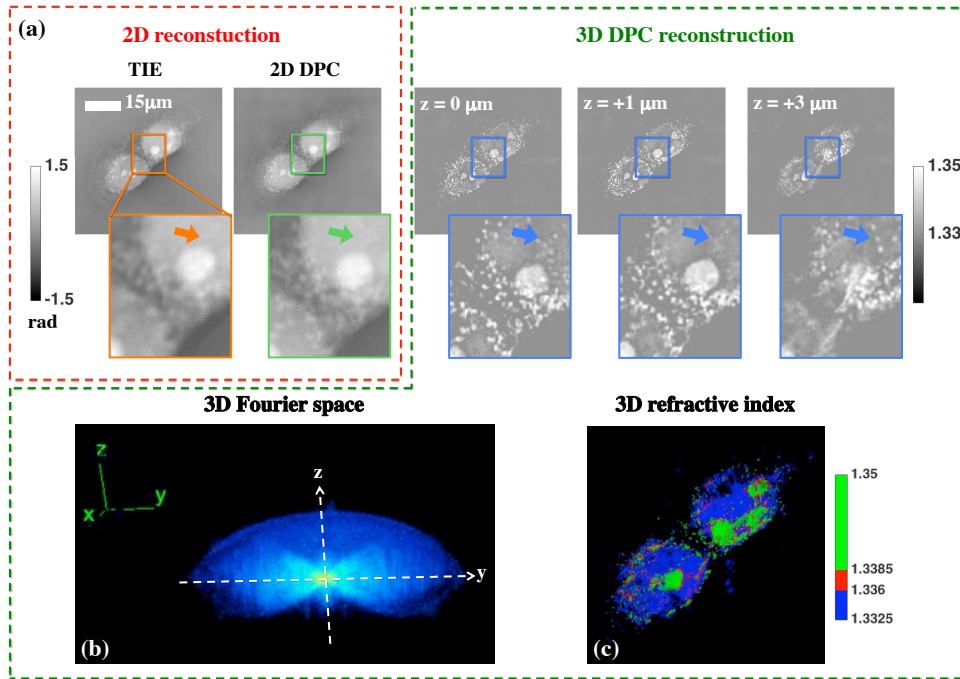 (a)
2D reconstuction
3D DPC reconstruction
TIE
2D DPC
15μm
z = 0 μm
z = +1 μm
z = +3 μm
1.5
-1.5
rad
1.35
1.33
3D Fourier space
3D refractive index
z
x
y
z
y
(b)
1.35
1.3385
1.336
1.3325
(c)